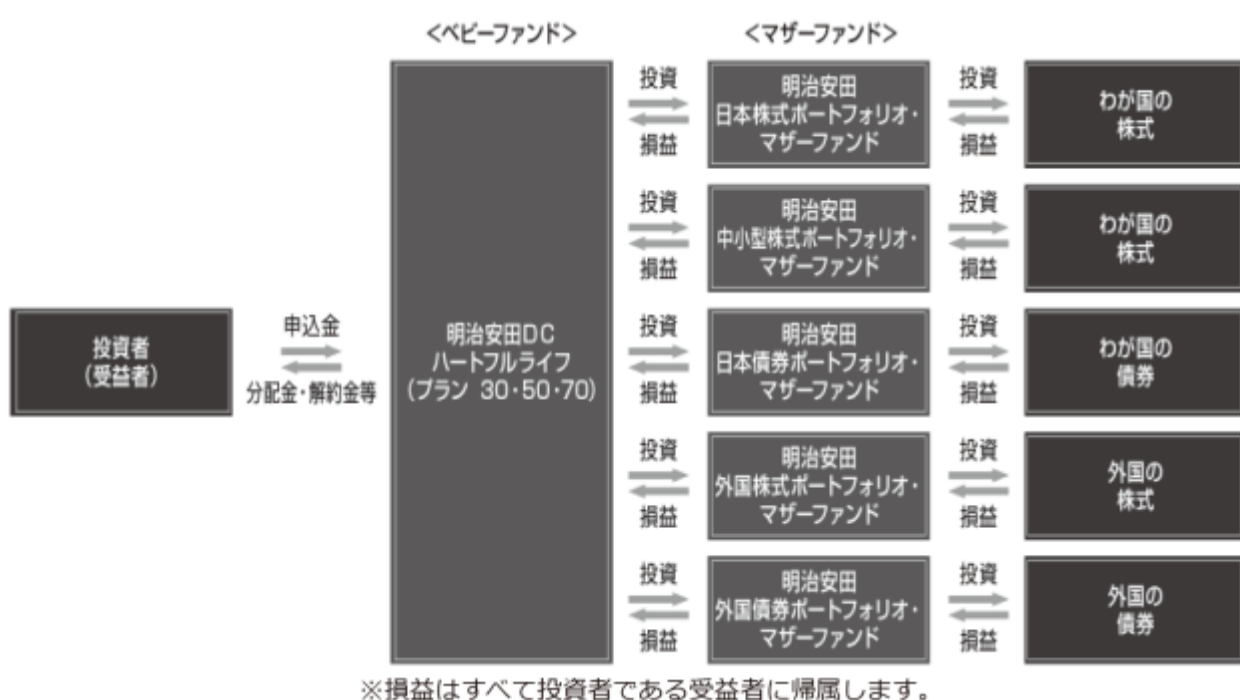 <ベビーファンド>
<マザーファンド>
投資者
(受益者)
申込金
分配金・解約金等
明治安田DC
ハートフルライフ
(プラン 30・50・70)
投資
損益
明治安田
日本株式ポートフォリオ・
マザーファンド
投資
損益
わが国の
株式
投資
損益
明治安田
中小型株式ポートフォリオ・
マザーファンド
投資
損益
わが国の
株式
投資
損益
明治安田
日本債券ポートフォリオ・
マザーファンド
投資
損益
わが国の
債券
投資
損益
明治安田
外国株式ポートフォリオ・
マザーファンド
投資
損益
外国の
株式
投資
損益
明治安田
外国債券ポートフォリオ・
マザーファンド
投資
損益
外国の
債券
※損益はすべて投資者である受益者に帰属します。